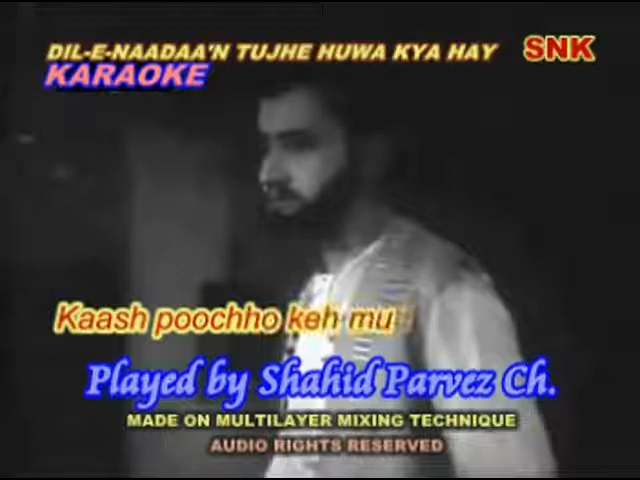 DIL-E-NAADAA'N TUJHE HUWA KYA HAY SNK
KARAOKE
Kaash poochho keh mu
Played by Shahid Parvez Ch.
MADE ON MULTILAYER MIXING TECHNIQUE
AUDIO RIGHTS RESERVED